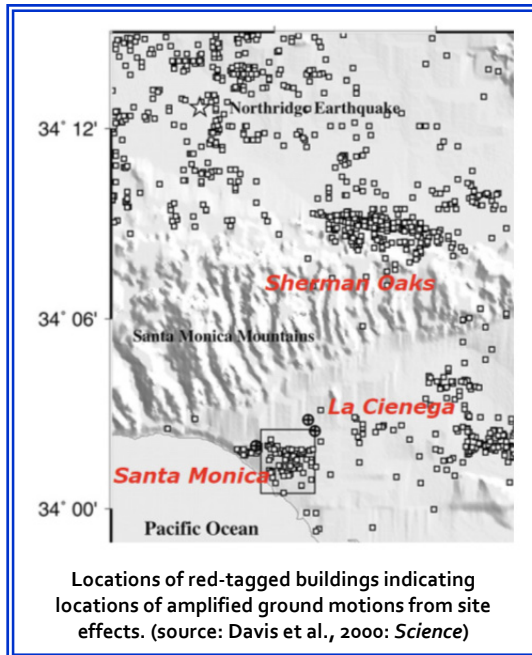 Northridge Earthquake
34° 12'
Sherman Oaks
34° 06'
Santa Monica Mountains
La Cienega
Santa Monica
34° 00'
Pacific Ocean
Locations of red-tagged buildings indicating
locations of amplified ground motions from site
effects. (source: Davis et al., 2000: Science)